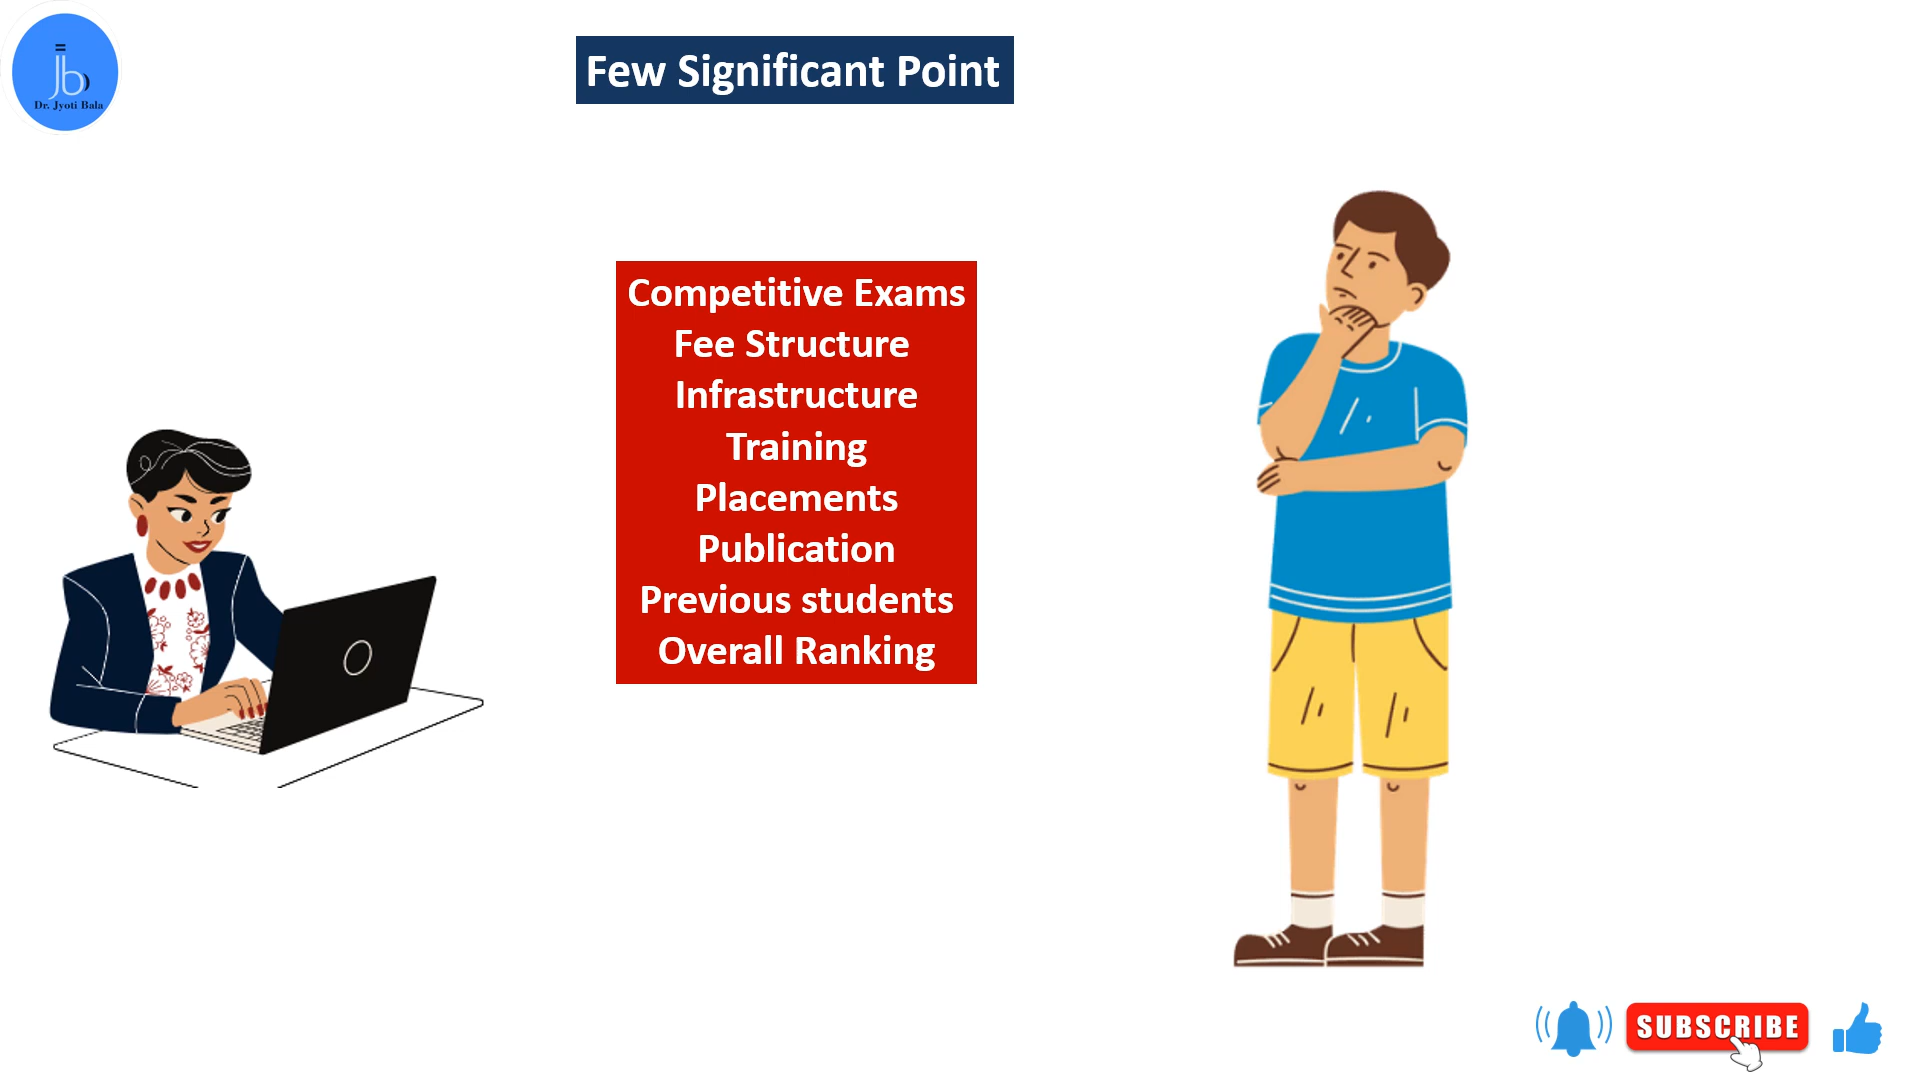 jb
Dr. Jyoti Bala
Few Significant Point
Competitive Exams
Fee Structure
Infrastructure
Training
Placements
Publication
Previous students
Overall Ranking
SUBSCRIBE